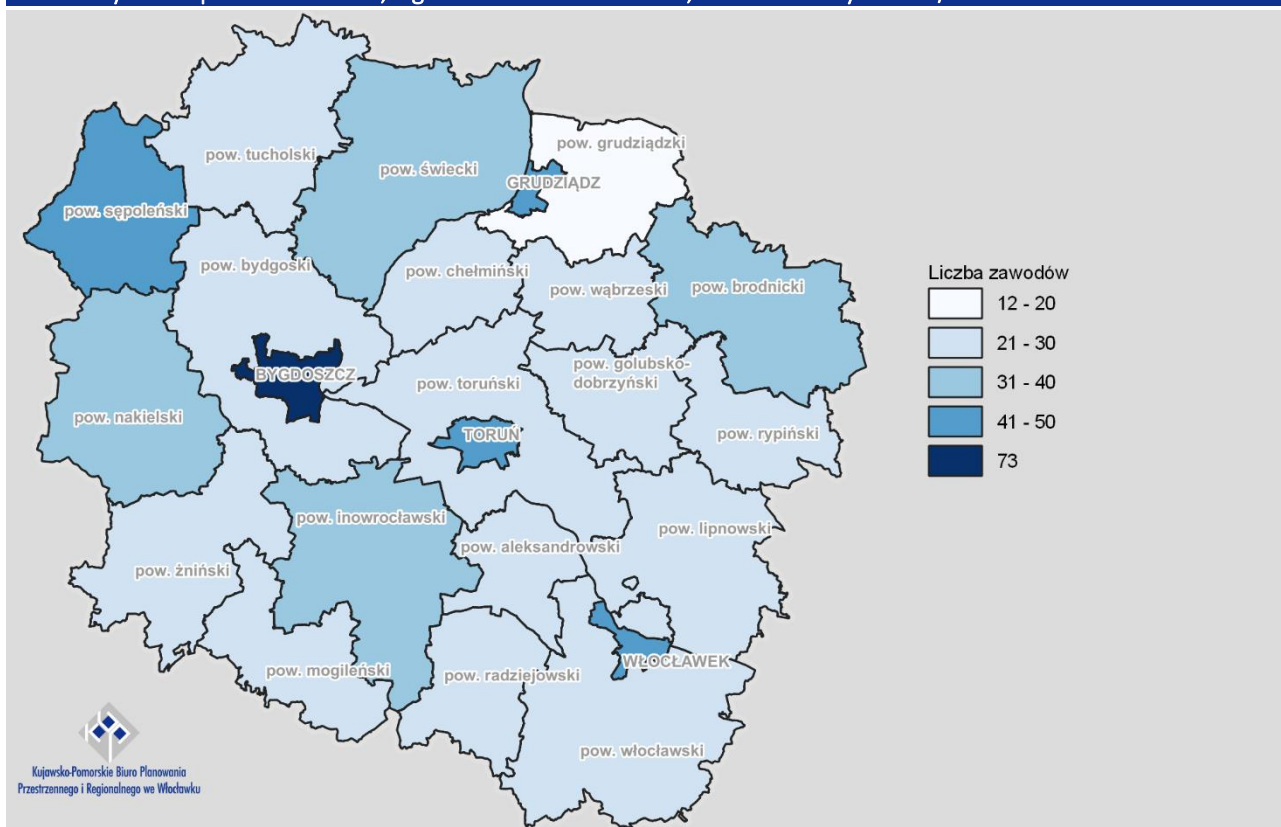 pow. tucholski
pow. świecki
pow. grudziądzki
GRUDZIĄDZ
pow. sępoleński
pow. bydgoski
pow. chełmiński
pow. wąbrzeski
pow. brodnicki
Liczba zawodów
12 - 20
21 - 30
31 - 40
41 - 50
73
BYGDOSZCZ
pow. toruński
pow. golubsko-
dobrzyński
pow. nakielski
TORUŃ
pow. rypiński
pow. inowrocławski
pow. aleksandrowski
pow. lipnowski
pow. żniński
pow. mogileński
pow. radziejowski
WŁOCŁAWEK
pow. włocławski
Kujawsko-Pomorskie Biuro Planowania
Przestrzennego i Regionalnego we Włocławku